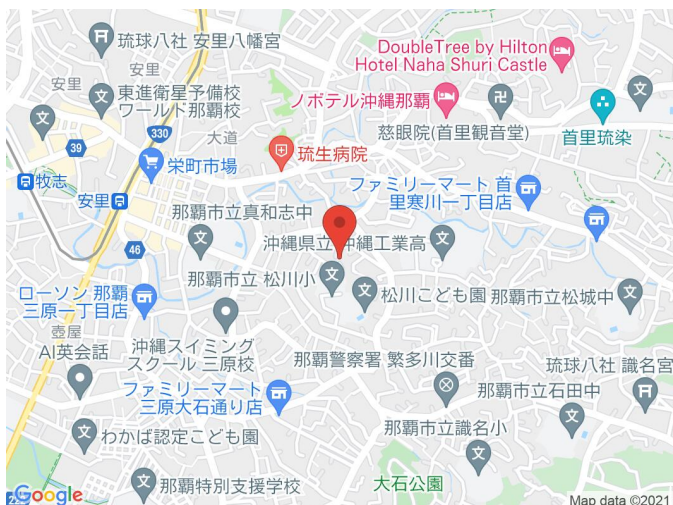 琉球八社 安里八幡宮
DoubleTree by Hilton
Hotel Naha Shuri Castle
安里
安里
東進衛星予備校
ワールド那覇校
ノボテル沖縄那覇
330
大道
慈眼院(首里観音堂)
首里琉染
39
栄町市場
琉生病院
牧志
安里
ファミリーマート 首
里寒川一丁目店
那覇市立真和志中
46
沖縄県立 沖縄工業高
那覇市立 松川小
松川こども園
那覇市立松城中
ローソン 那覇
三原一丁目店
壺屋
沖縄スイミング
スクール 三原校
AI英会話
那覇警察署 繁多川交番
琉球八社 識名宮
ファミリーマート
三原大石通り店
那覇市立石田中
わかば認定こども園
那覇市立識名小
那覇特別支援学校
大石公園
Google
Map data ©2021